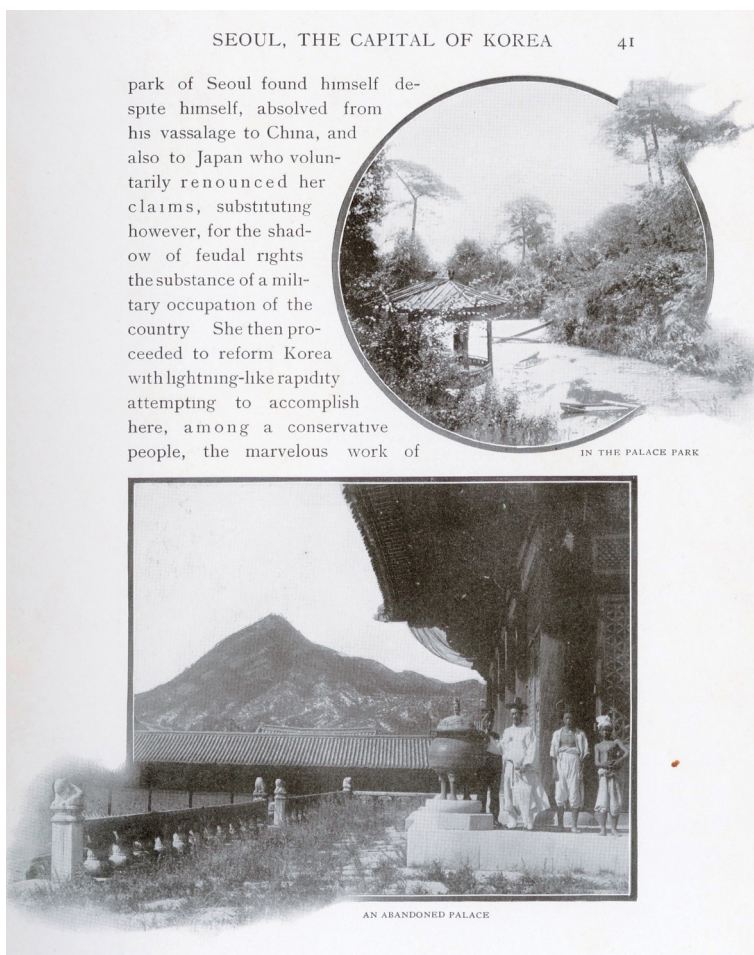 SEOUL, THE CAPITAL OF KOREA 41
park of Seoul found himself de-
spite himself, absolved from
his vassalage to China, and
also to Japan who volun-
tarily renounced her
claims, substituting
however, for the shad-
ow of feudal rights
the substance of a mili-
tary occupation of the
country She then pro-
ceeded to reform Korea
with lightning-like rapidity
attempting to accomplish
here, among a conservative
people, the marvelous work of
IN THE PALACE PARK
AN ABANDONED PALACE